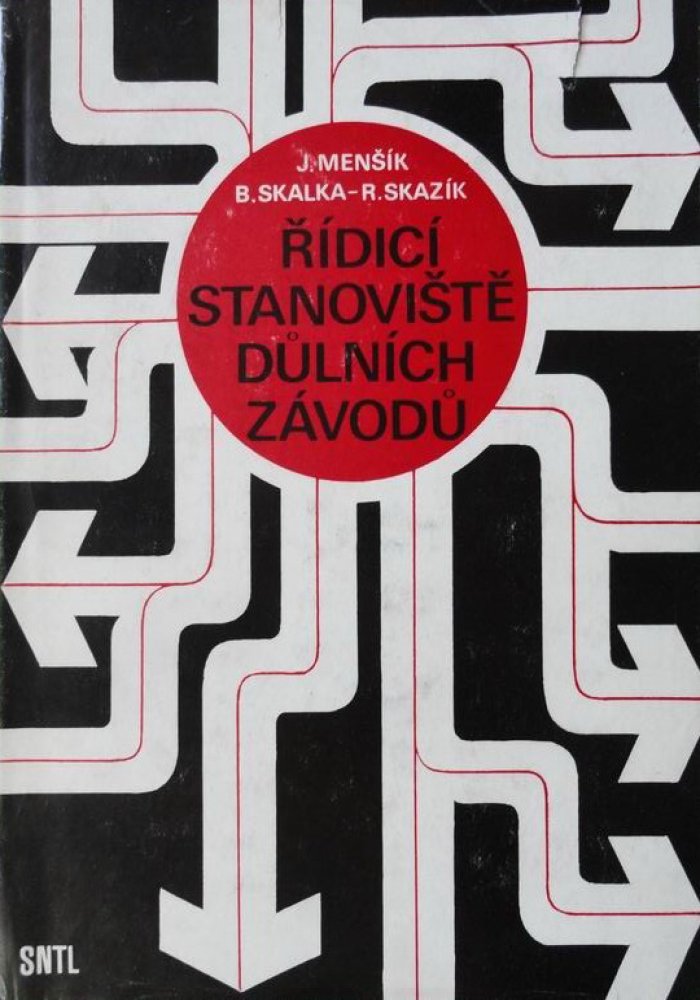 J. MENŠÍK
B. SKALKA – R. SKAZÍK
ŘÍDICÍ
STANOVIŠTĚ
DŮLNÍCH
ZÁVODŮ
SNTL